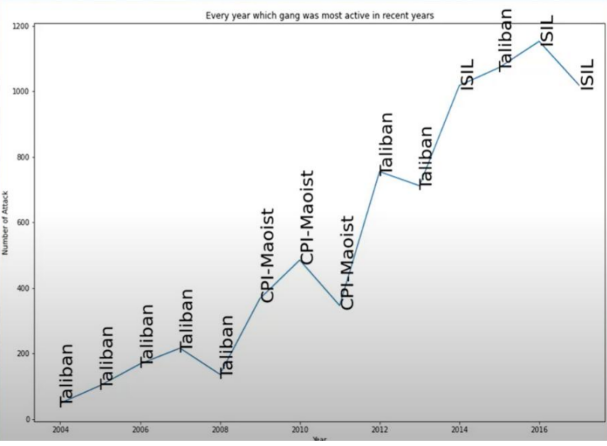 Every year which gang was most active in recent years
1200
1000
800
600
400
200
0
Number of Attack
Taliban
Taliban
Taliban
Taliban
Taliban
CPI-Maoist
CPI-Maoist
CPI-Maoist
Taliban
Taliban
ISIL
Taliban
ISIL
ISIL
2004
2006
2008
2010
2012
2014
2016
Year